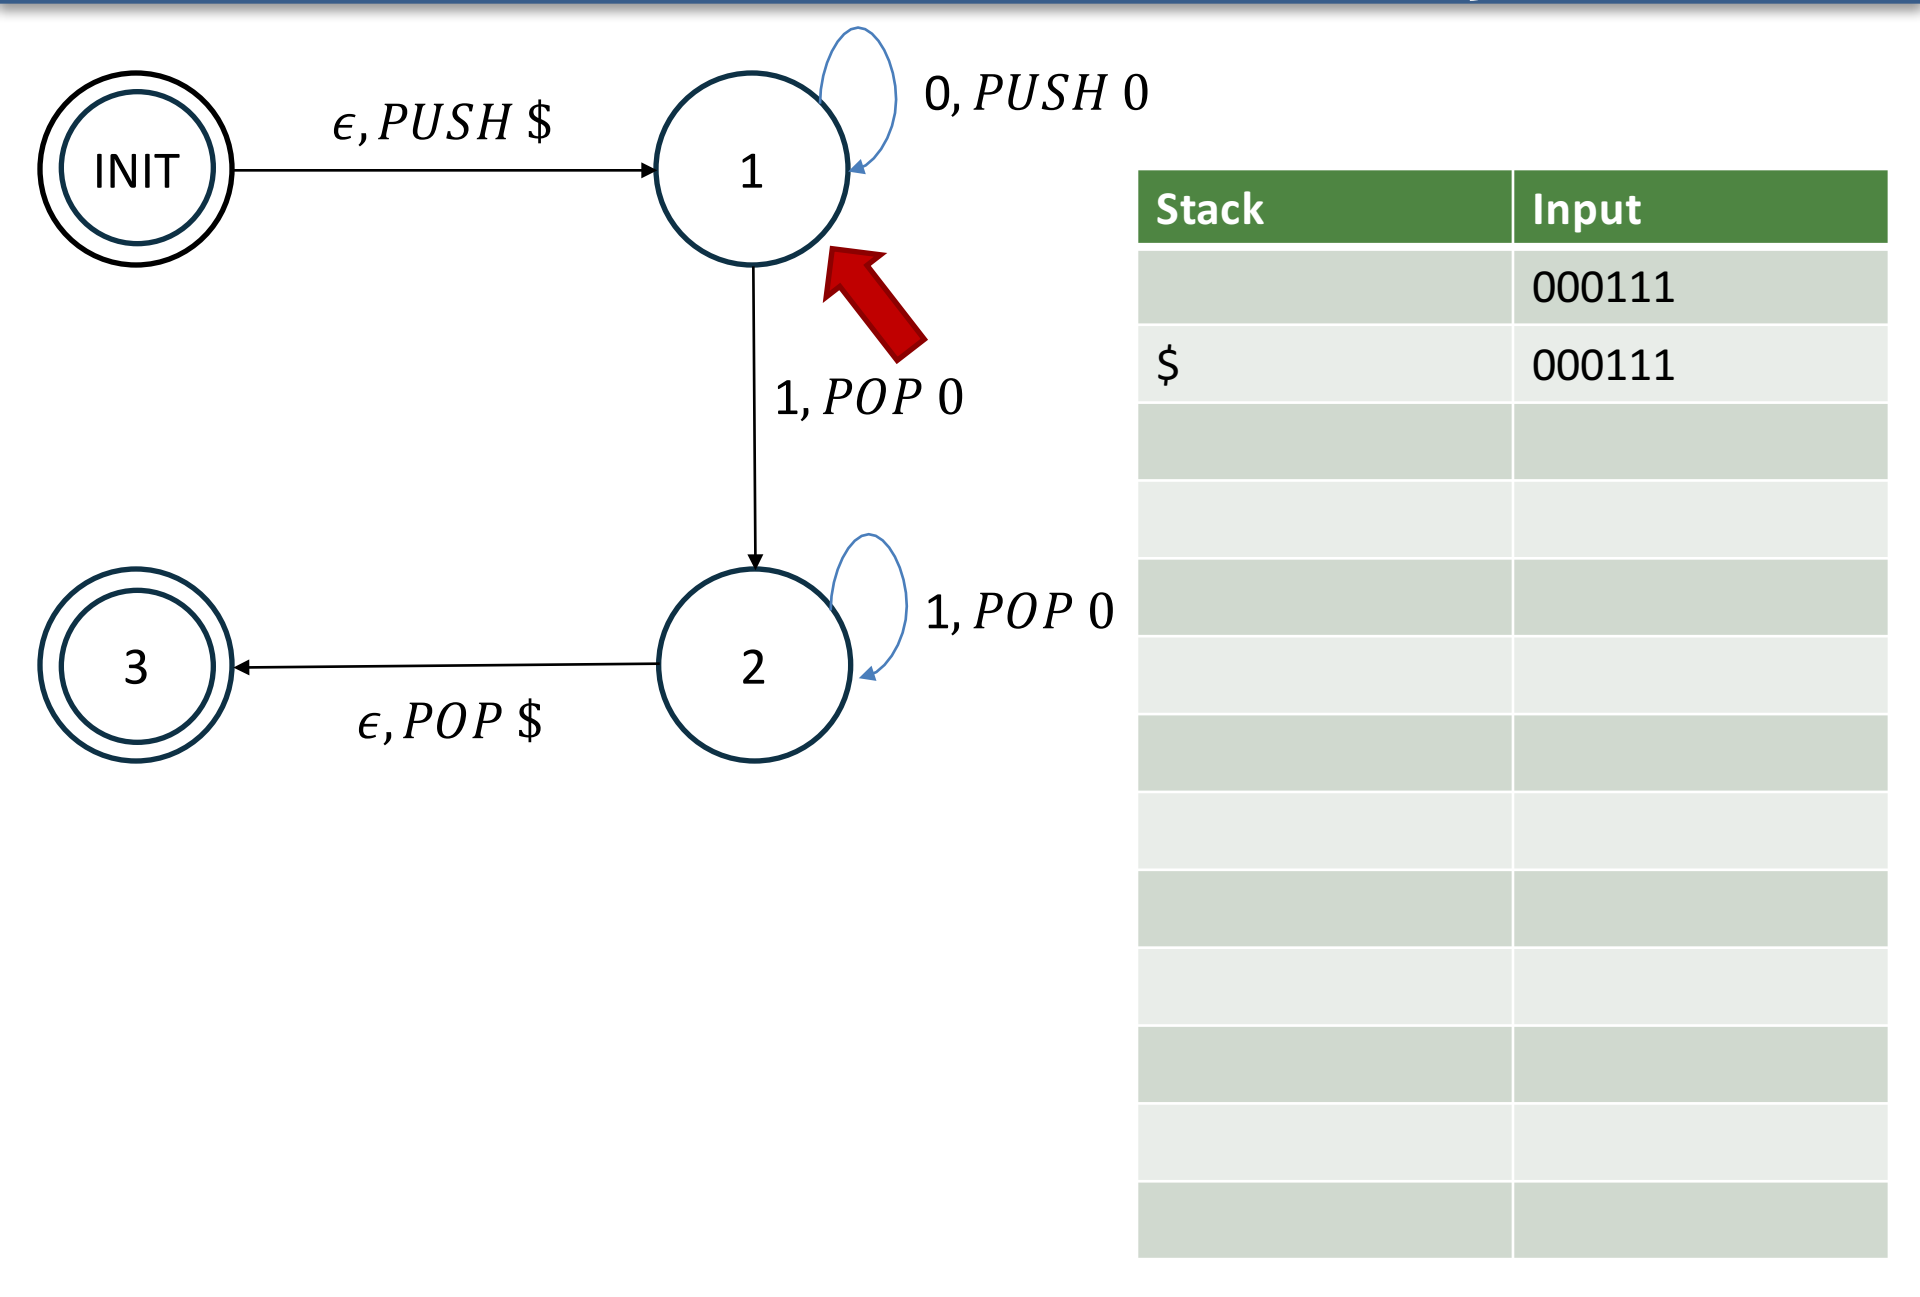 INIT
ϵ, PUSH $
1
0, PUSH 0
1, POP 0
3
ϵ, POP $
2
1, POP 0
Stack Input
000111
$ 000111